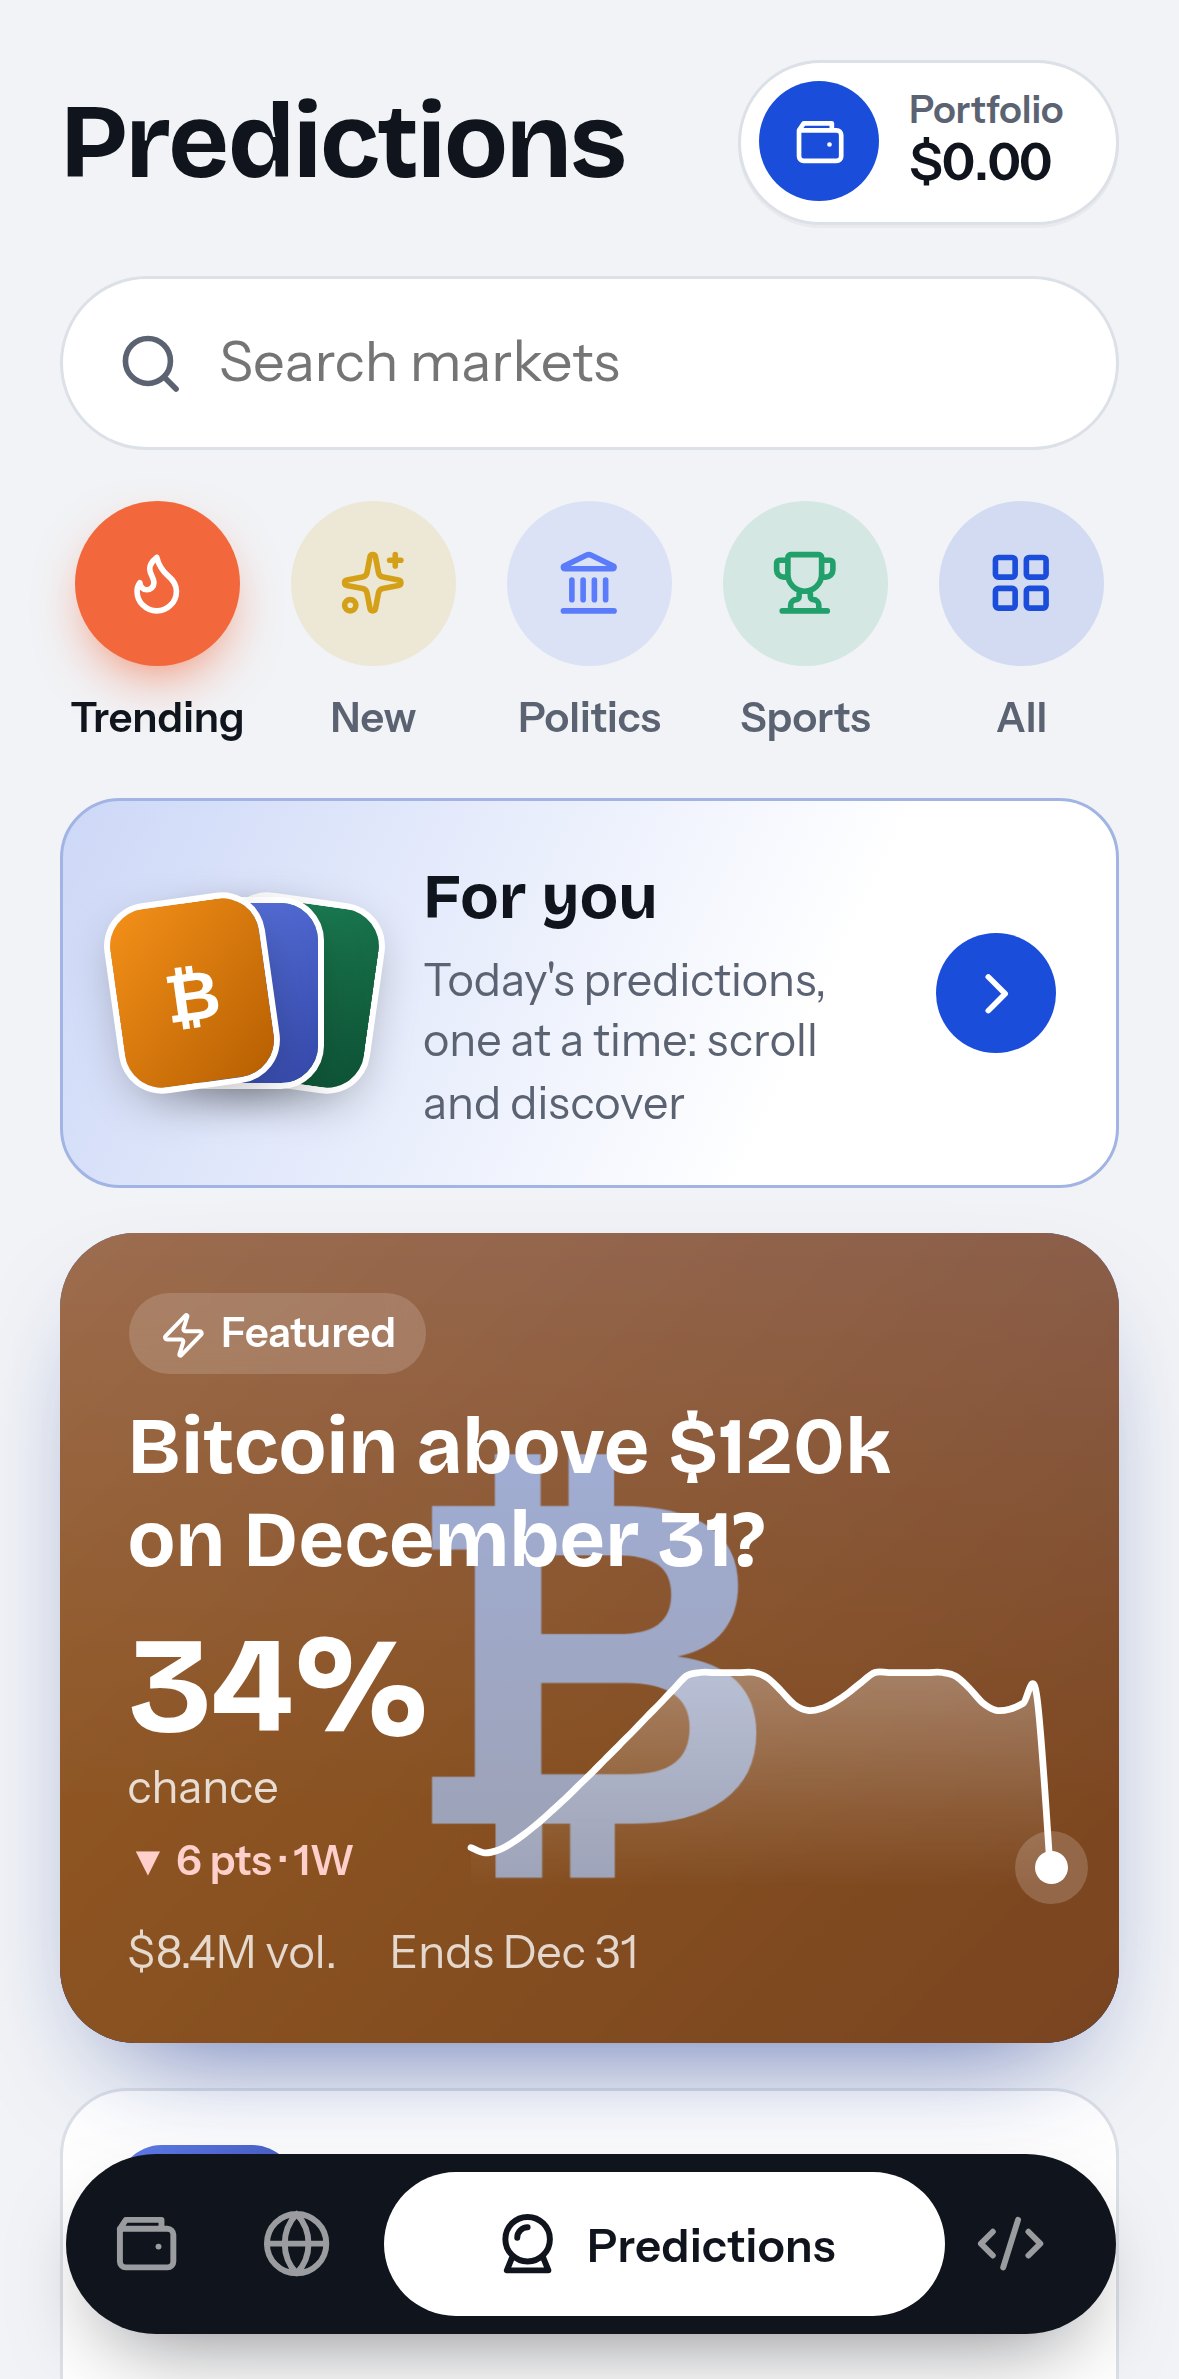 Predictions
Portfolio
$0.00
Search markets
Trending
New
Politics
Sports
All
For you
Today's predictions,
one at a time: scroll
and discover
Featured
Bitcoin above $120k
on December 31?
34%
chance
▼ 6 pts · 1W
$8.4M vol.
Ends Dec 31
Predictions